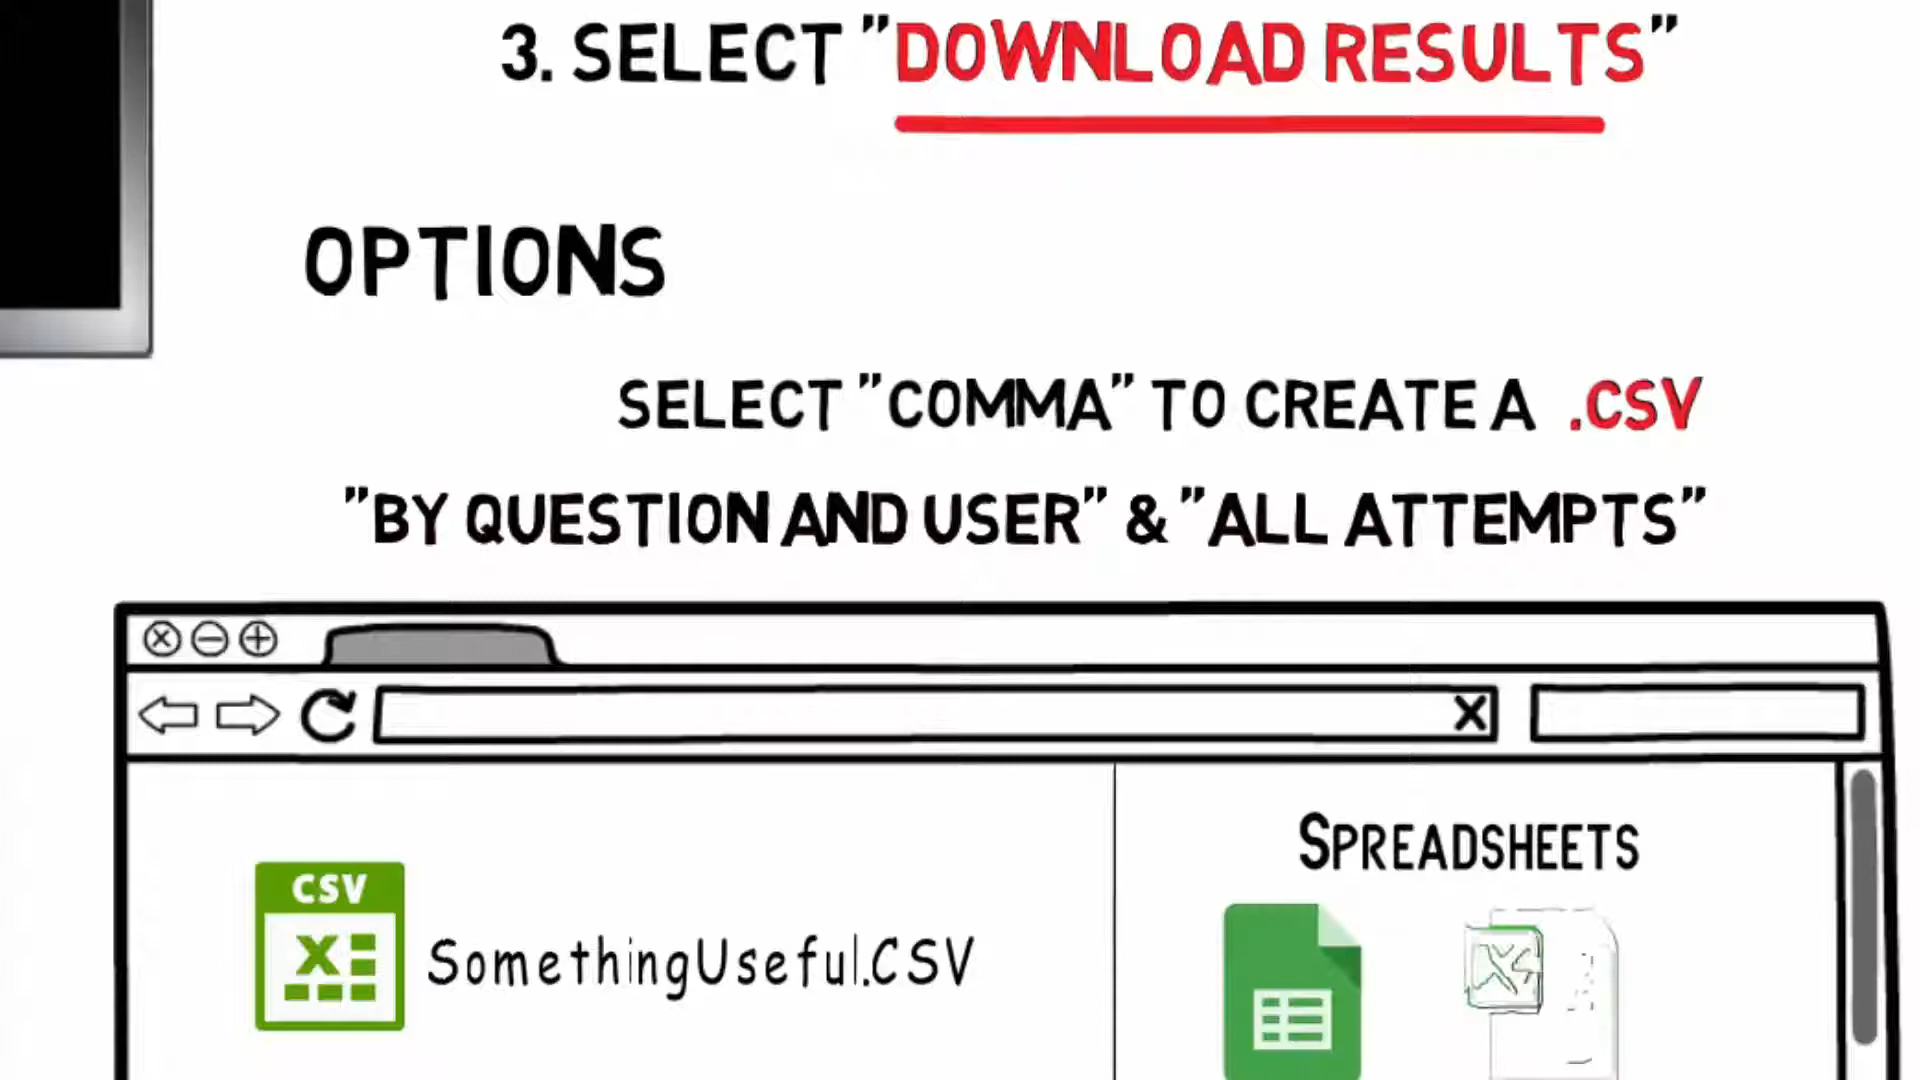 3. SELECT "DOWNLOAD RESULTS"
OPTIONS
SELECT "COMMA" TO CREATE A .CSV
"BY QUESTION AND USER" & "ALL ATTEMPTS"
SPREADSHEETS
CSV
X
SomethingUseful.CSV